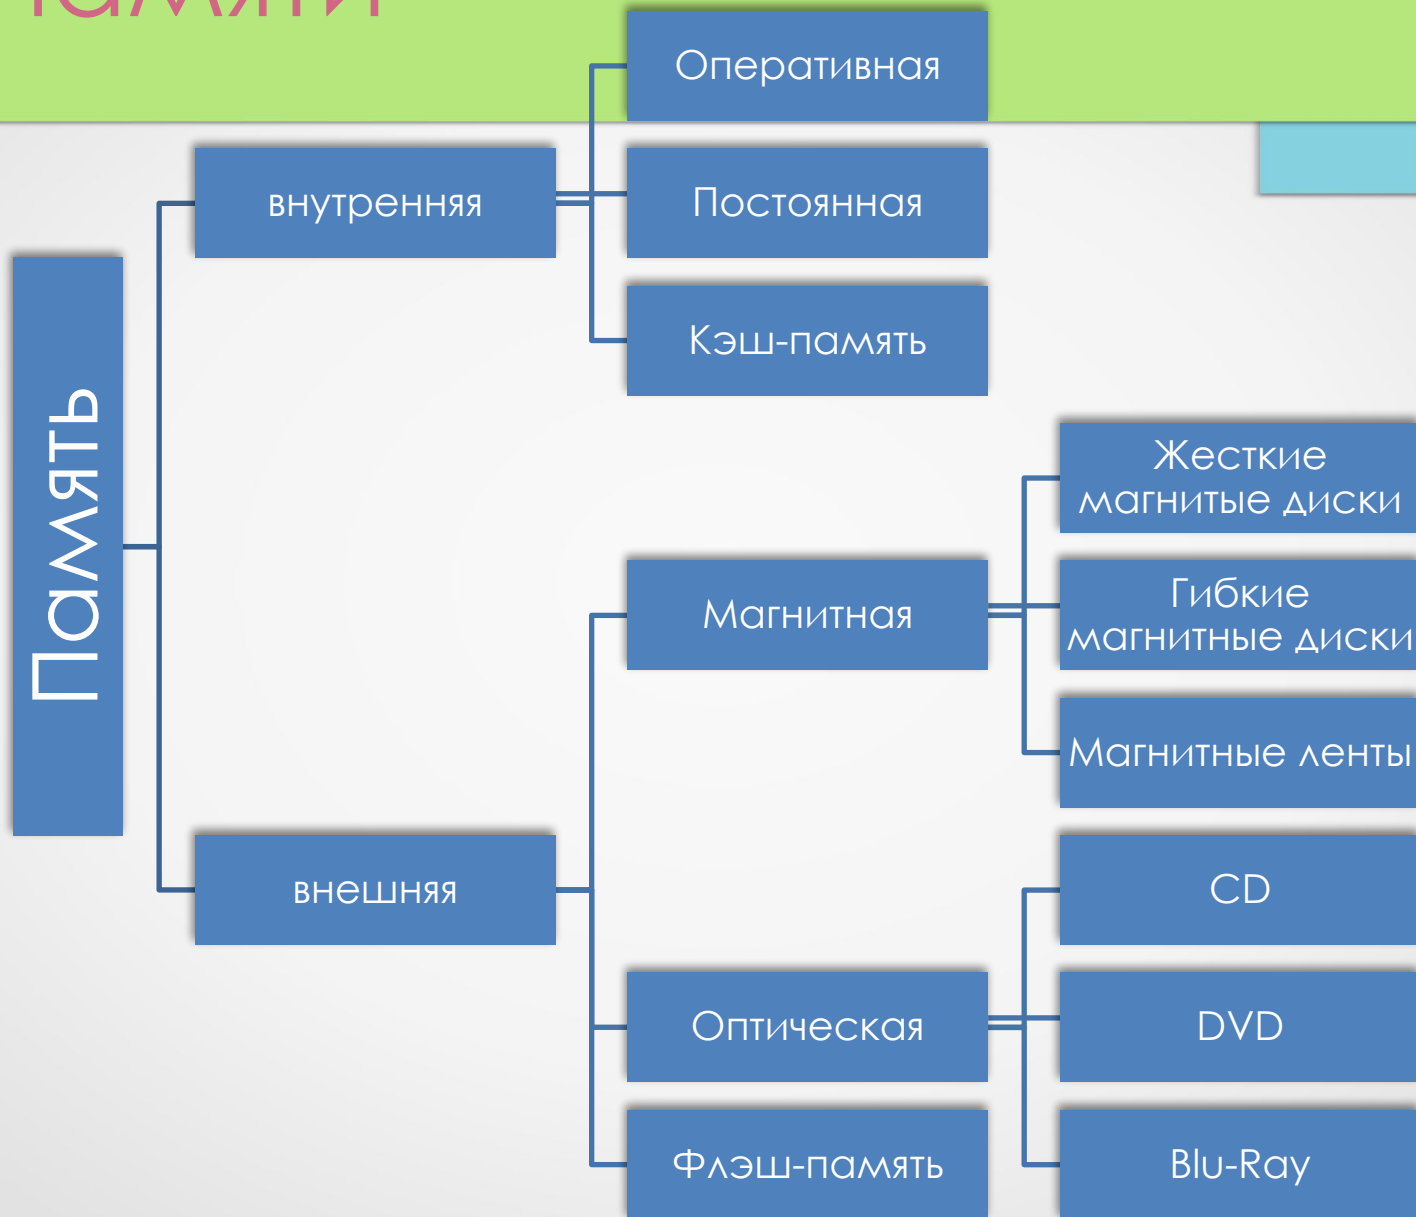 Оперативная
внутренняя
Постоянная
Кэш-память
Память
Жесткие
магнитые диски
Магнитная
Гибкие
магнитные диски
Магнитные ленты
внешняя
CD
Оптическая
DVD
Флэш-память
Blu-Ray